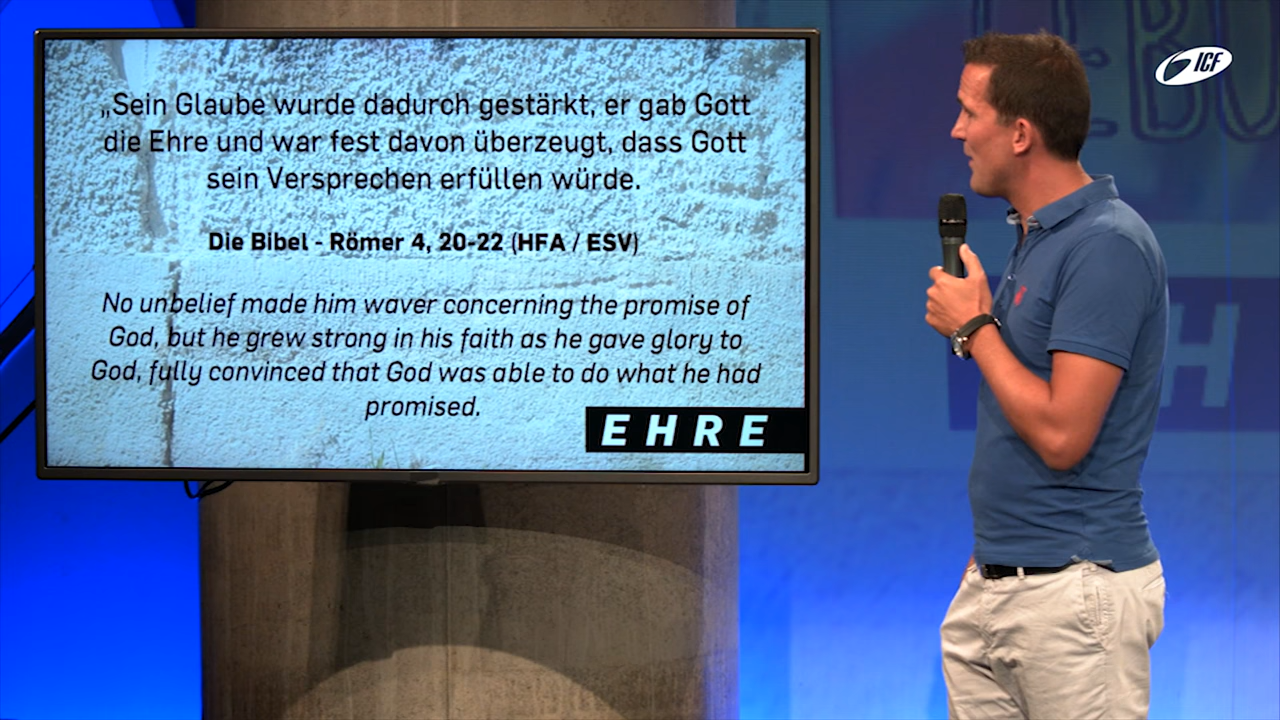 „Sein Glaube wurde dadurch gestärkt, er gab Gott
die Ehre und war fest davon überzeugt, dass Gott
sein Versprechen erfüllen würde.
Die Bibel - Römer 4, 20-22 (HFA / ESV)
No unbelief made him waver concerning the promise of
God, but he grew strong in his faith as he gave glory to
God, fully convinced that God was able to do what he had
promised.
EHRE
ICF